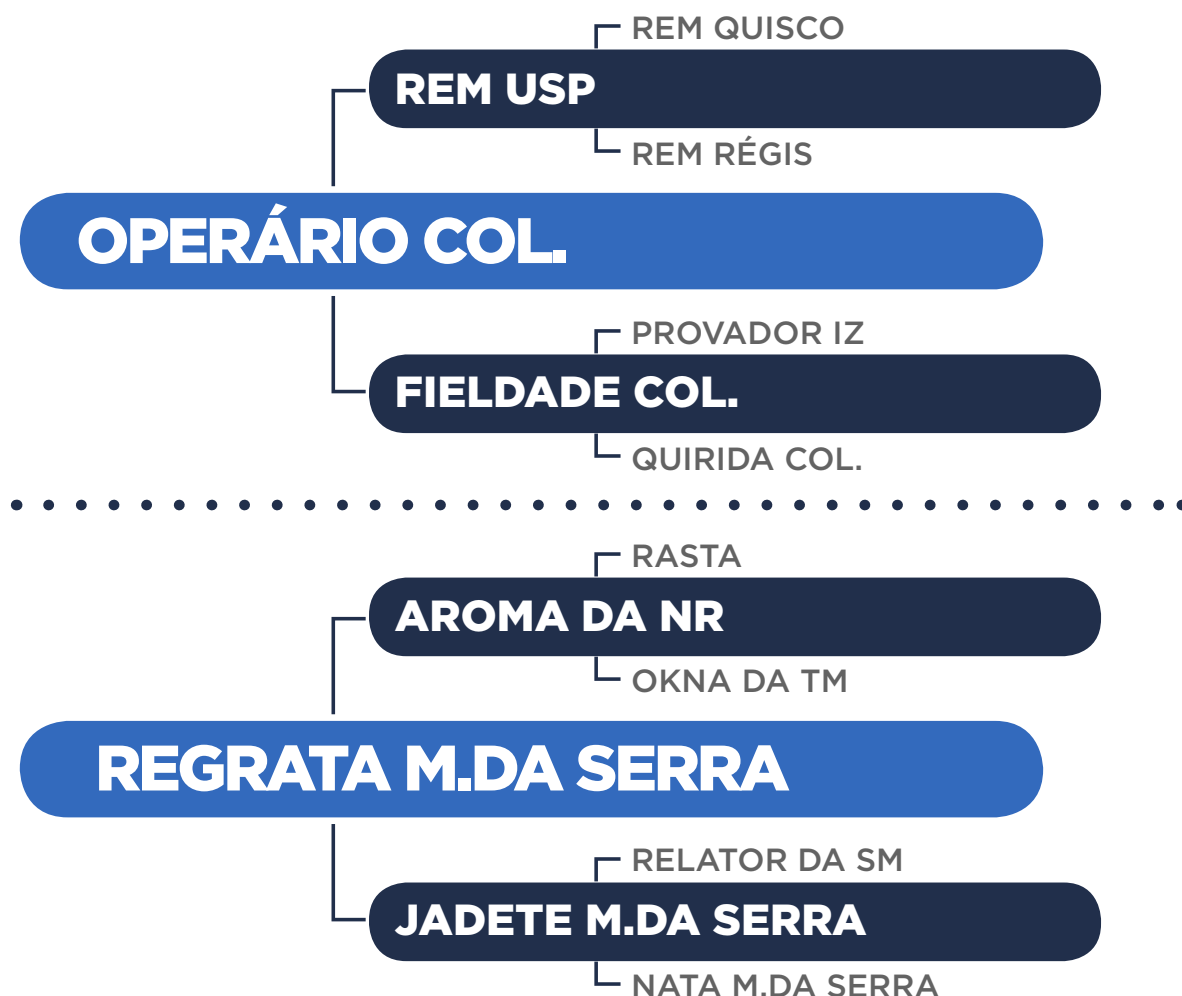 REM QUISCO
REM USP
REM RÉGIS
OPERÁRIO COL.
PROVADOR IZ
FIELDADE COL.
QUIRIDA COL.
RASTA
AROMA DA NR
OKNA DA TM
REGRATA M.DA SERRA
RELATOR DA SM
JADETE M.DA SERRA
NATA M.DA SERRA